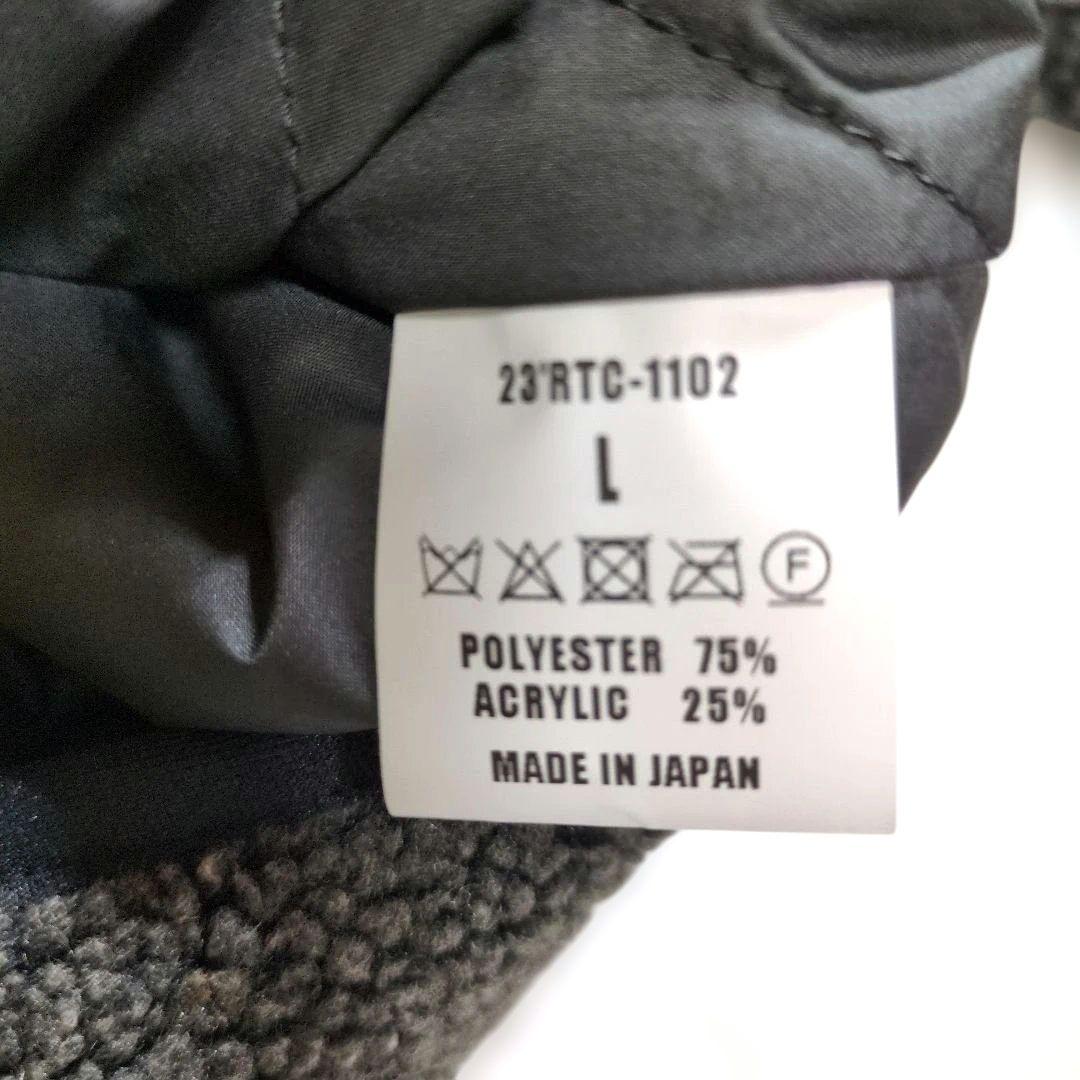 23'RTC-1102
L
F
POLYESTER 75%
ACRYLIC 25%
MADE IN JAPAN